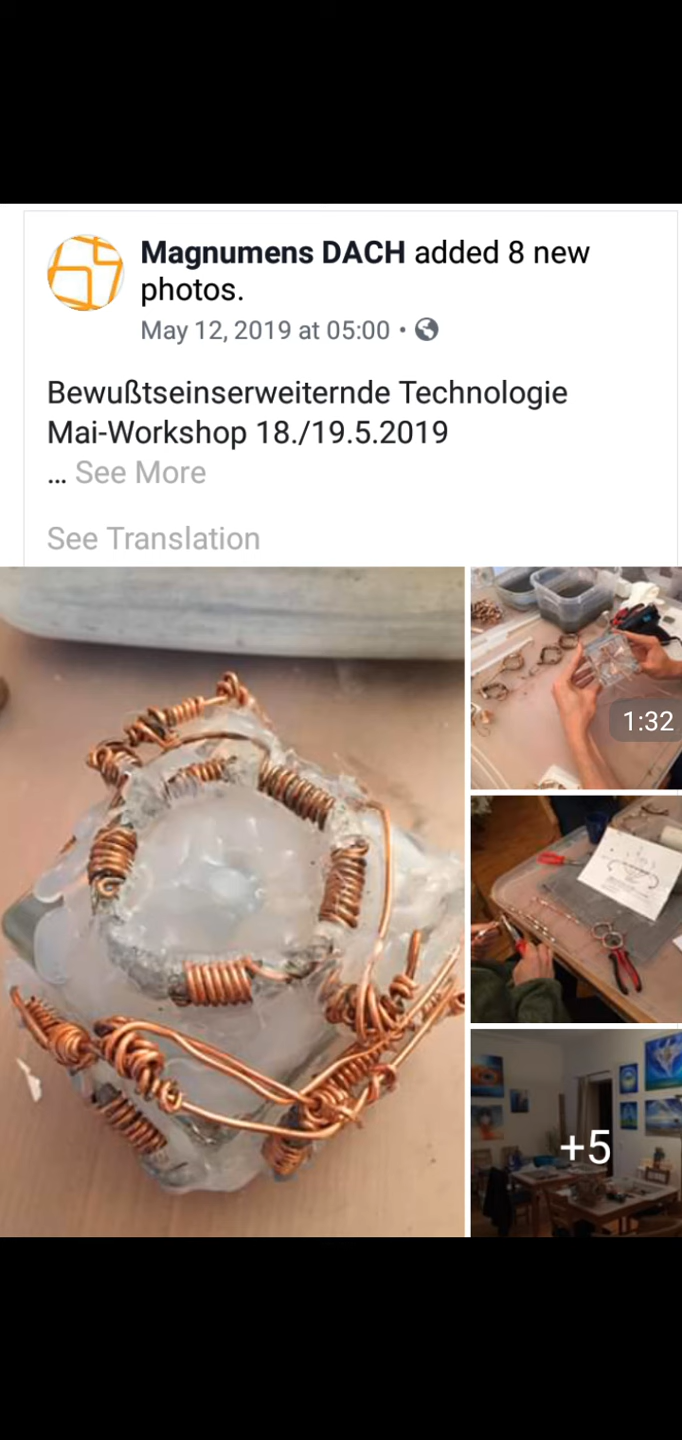 Magnumens DACH added 8 new
photos.
May 12, 2019 at 05:00 •
Bewußtseinserweiternde Technologie
Mai-Workshop 18./19.5.2019
... See More
See Translation
1:32
+5